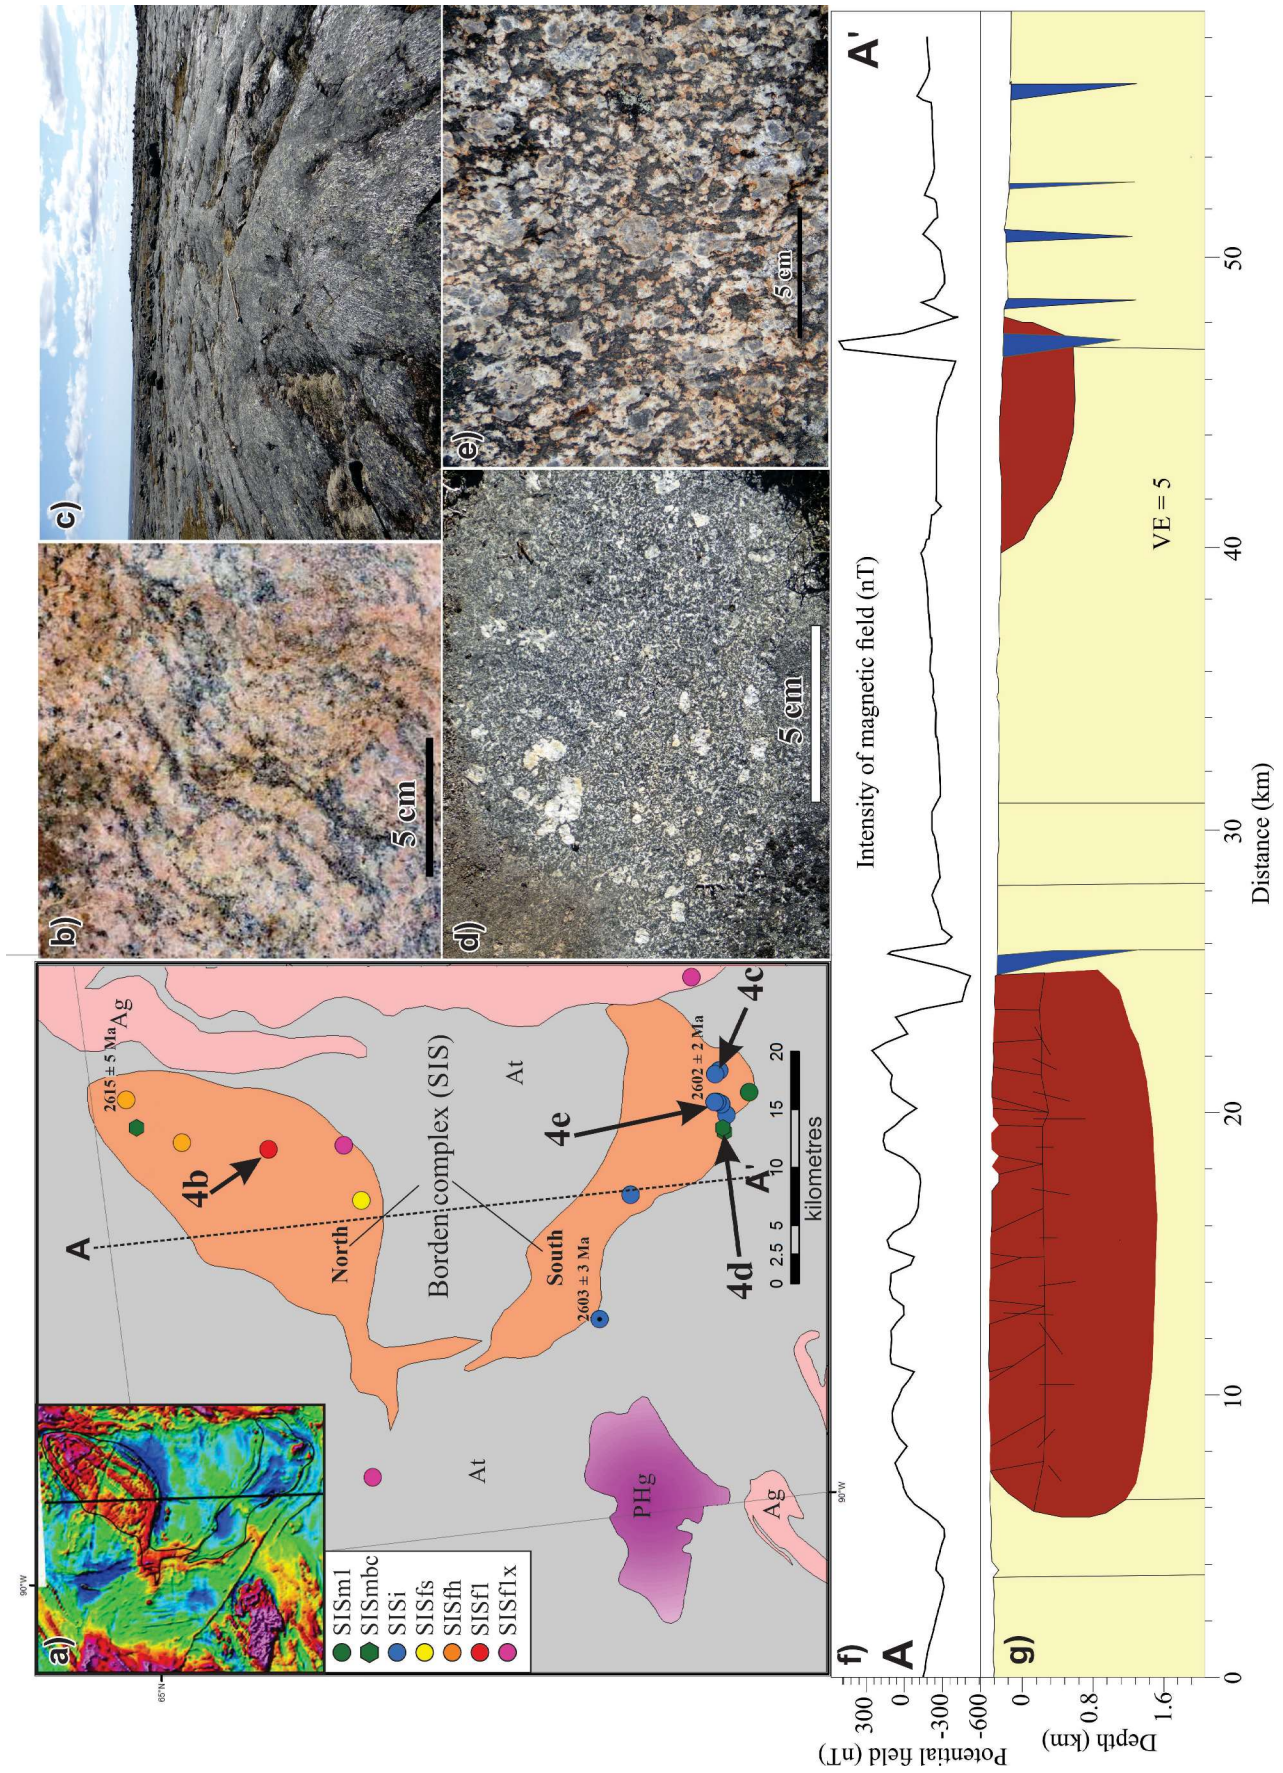 a)
90°W
65°N
SISm1
SISmbc
SISi
SISfs
SISfh
SISf1
SISf1x
A
4b
2615 ± 5 Ma
Ag
North
Borden complex (SIS)
At
South
2603 ± 3 Ma
4e
2602 ± 2 Ma
4c
4d
A'
At
PHg
Ag
90°W
0 2.5 5 10 15 20
kilometres
b)
5 cm
c)
d)
5 cm
e)
5 cm
f)
A
A'
Intensity of magnetic field (nT)
300
0
-300
-600
Potential field (nT)
g)
0
0.8
1.6
Depth (km)
VE = 5
0 10 20 30 40 50
Distance (km)